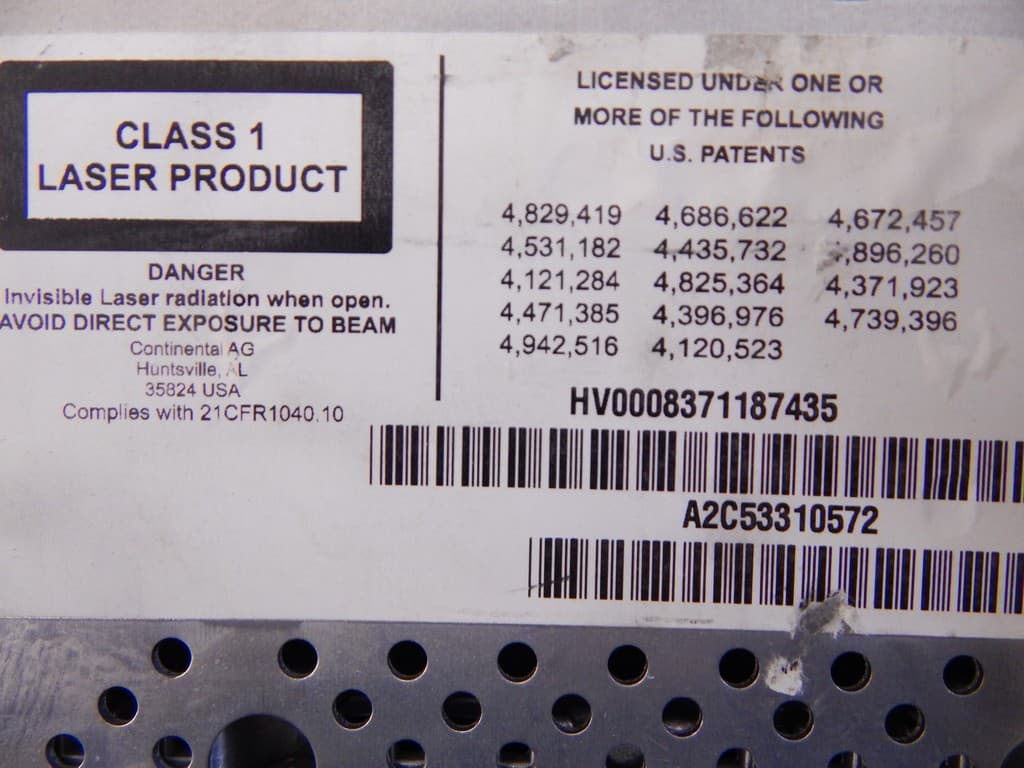 CLASS 1
LASER PRODUCT
DANGER
Invisible Laser radiation when open.
AVOID DIRECT EXPOSURE TO BEAM
Continental AG
Huntsville, AL
35824 USA
Complies with 21CFR1040.10
LICENSED UNDER ONE OR
MORE OF THE FOLLOWING
U.S. PATENTS
4,829,419 4,686,622 4,672,457
4,531,182 4,435,732 ,896,260
4,121,284 4,825,364 4,371,923
4,471,385 4,396,976 4,739,396
4,942,516 4,120,523
HV0008371187435
A2C53310572